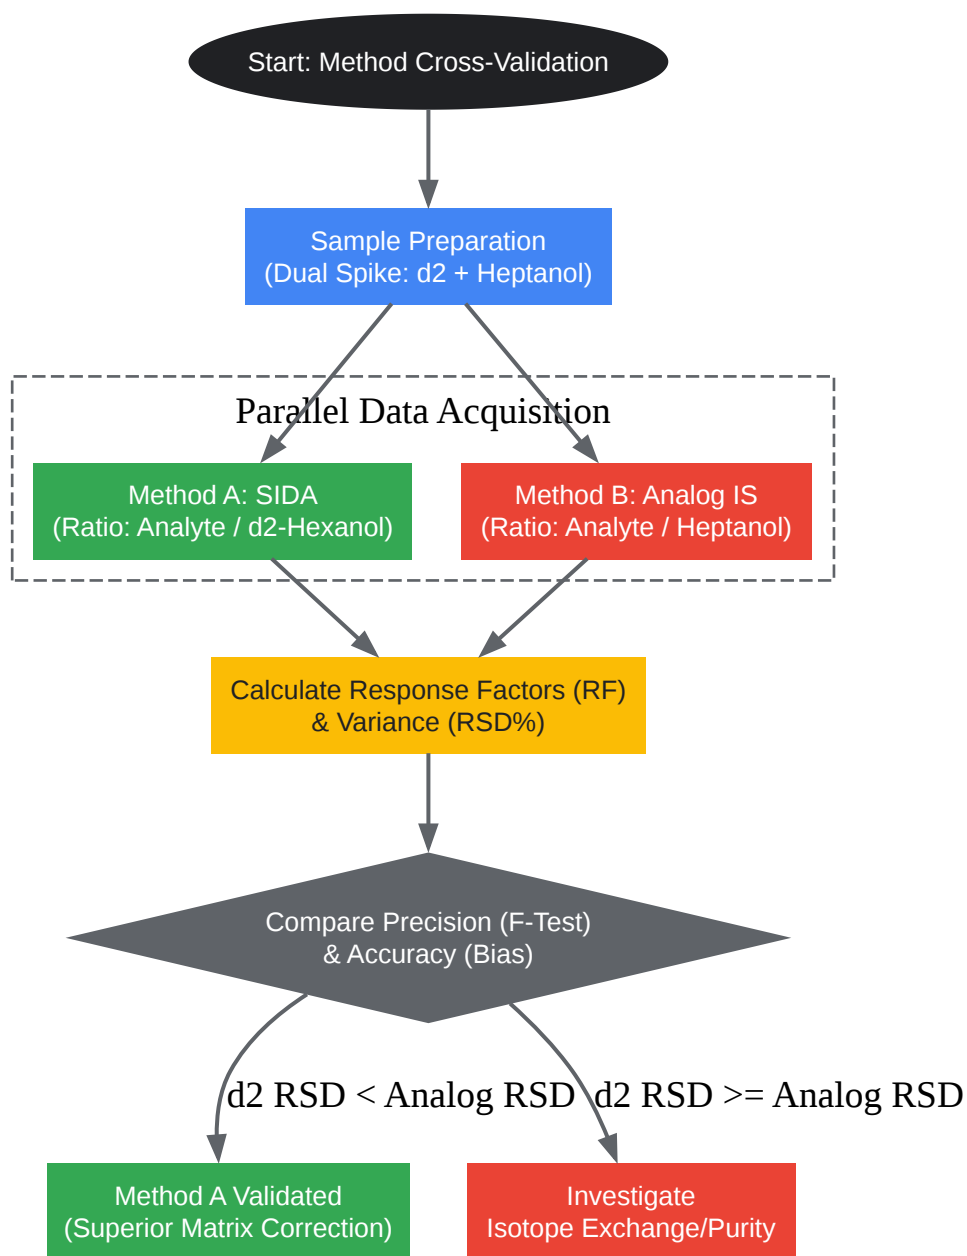 Start: Method Cross-Validation
Sample Preparation
(Dual Spike: d2 + Heptanol)
Parallel Data Acquisition
Method A: SIDA
(Ratio: Analyte / d2-Hexanol)
Method B: Analog IS
(Ratio: Analyte / Heptanol)
Calculate Response Factors (RF)
& Variance (RSD%)
Compare Precision (F-Test)
& Accuracy (Bias)
d2 RSD < Analog RSD
d2 RSD >= Analog RSD
Method A Validated
(Superior Matrix Correction)
Investigate
Isotope Exchange/Purity